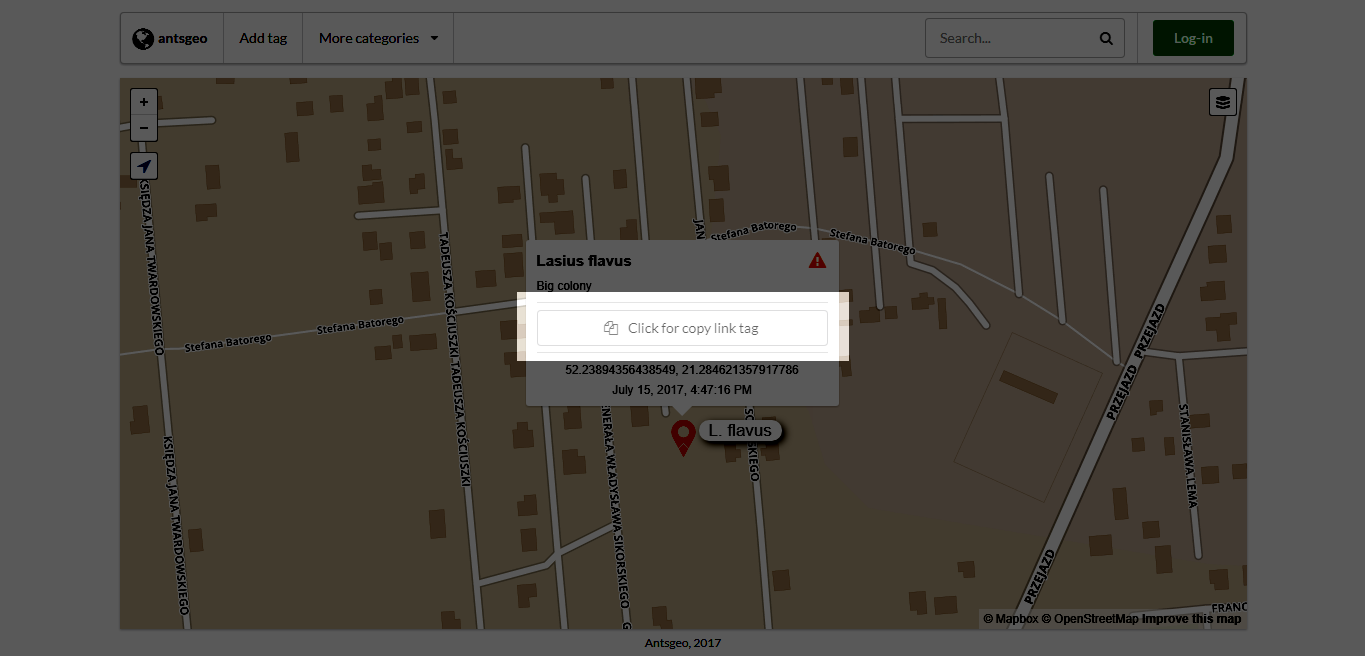 antsgeo
Add tag
More categories
Search...
Log-in
+
−
KSIĘDZA JANA TWARDOWSKIEGO
TADEUSZA KOŚCIUSZKI
TADEUSZA KOŚCIUSZKI
JAN
Stefana Batorego
Stefana Batorego
Lasius flavus
Big colony
Click for copy link tag
52.23894356438549, 21.284621357917786
July 15, 2017, 4:47:16 PM
Stefana Batorego
Stefana Batorego
PRZEJAZD
PRZEJAZD
L. flavus
KSIĘDZA JANA TWARDOWSKIEGO
ENERAŁA WŁADYSŁAWA SIKORSKIEGO
G
SKIEGO
STANISŁAWA LEMA
PRZEJAZD
FRANC
© Mapbox © OpenStreetMap Improve this map
Antsgeo, 2017